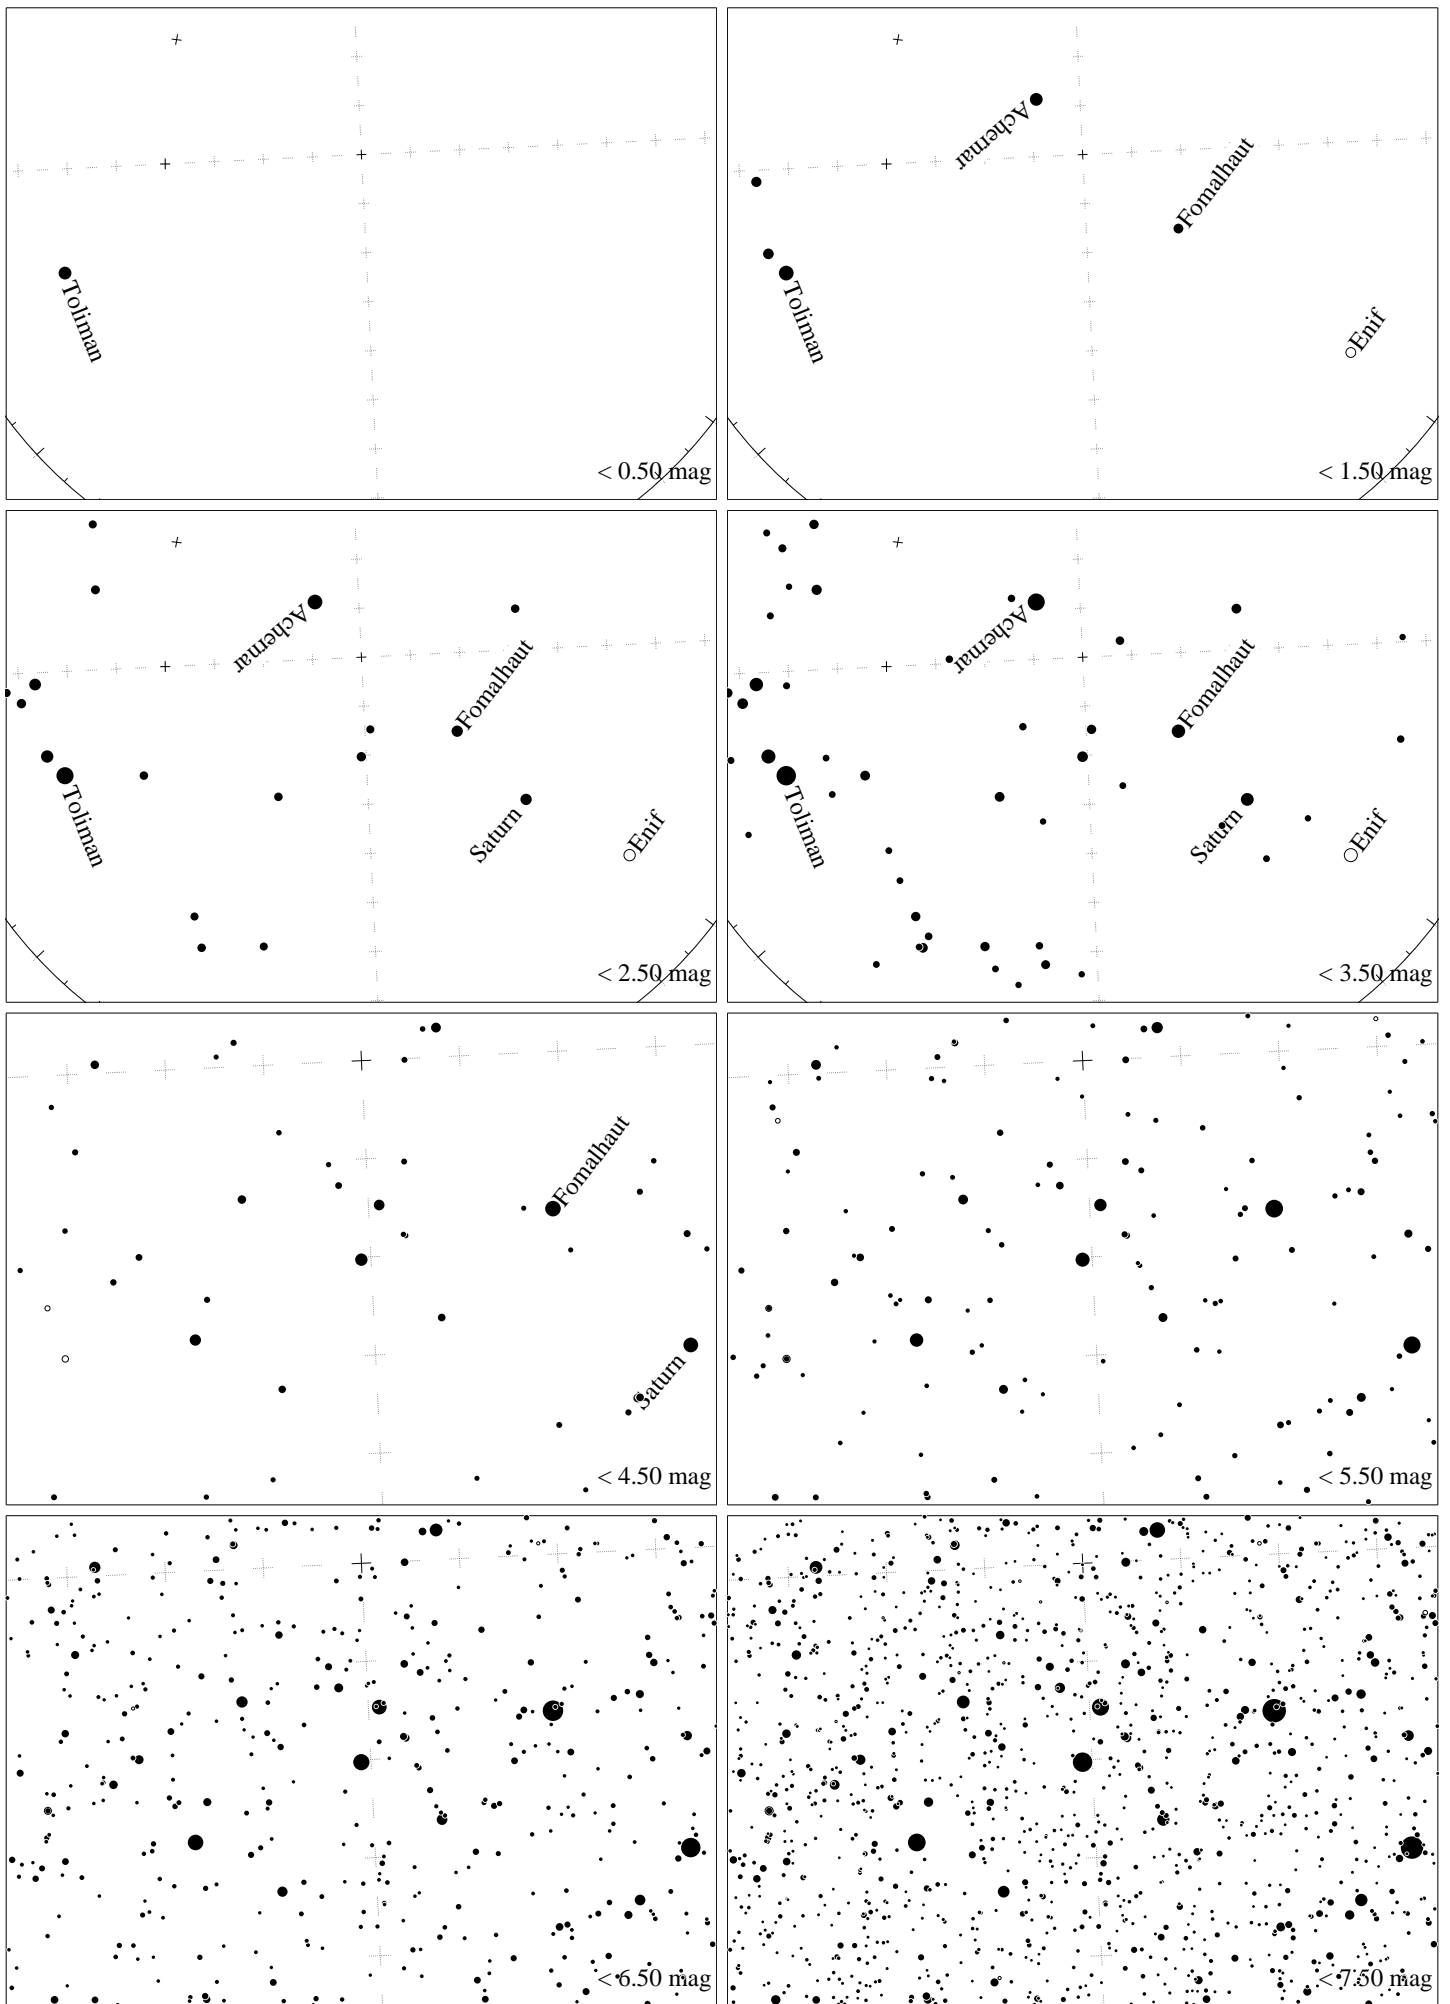 Toliman
< 0.50 mag
Achernar
Fomalhaut
Toliman
Enif
< 1.50 mag
Achernar
Fomalhaut
Toliman
Saturn
Enif
< 2.50 mag
Achernar
Fomalhaut
Toliman
Saturn
Enif
< 3.50 mag
Fomalhaut
Saturn
< 4.50 mag
< 5.50 mag
< 6.50 mag
< 7.50 mag